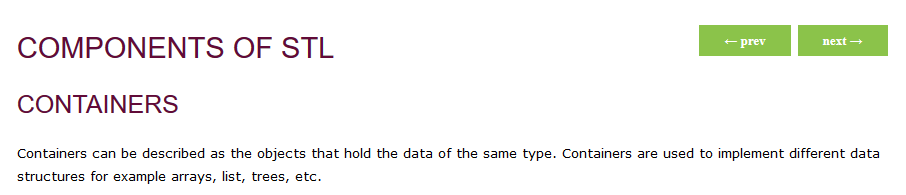 COMPONENTS OF STL
← prev
next →
CONTAINERS
Containers can be described as the objects that hold the data of the same type. Containers are used to implement different data
structures for example arrays, list, trees, etc.